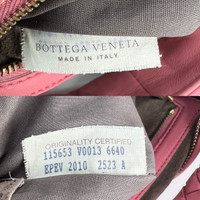 BOTTEGA VENETA
MADE IN ITALY
ORIGINALITY CERTIFIED
115653 V0013 6640
EPEV 2010 2523 A